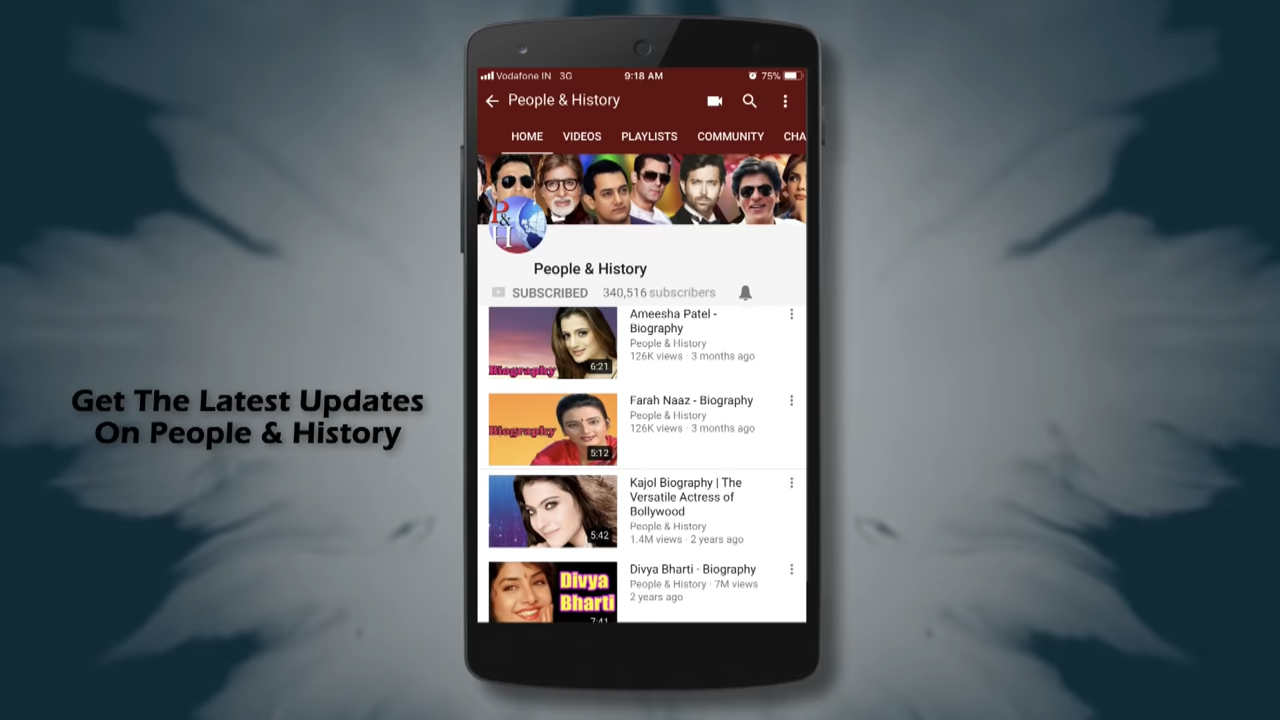 Vodafone IN 3G 9:18 AM 75%
People & History
HOME VIDEOS PLAYLISTS COMMUNITY CHA
P&H
People & History
SUBSCRIBED 340,516 subscribers
Ameesha Patel -
Biography
People & History
126K views · 3 months ago
Biography
6:21
Farah Naaz - Biography
People & History
126K views · 3 months ago
Biography
5:12
Kajol Biography | The
Versatile Actress of
Bollywood
People & History
1.4M views · 2 years ago
5:42
Divya Bharti - Biography
People & History · 7M views
2 years ago
Divya
Bharti
7:41
Get The Latest Updates
On People & History